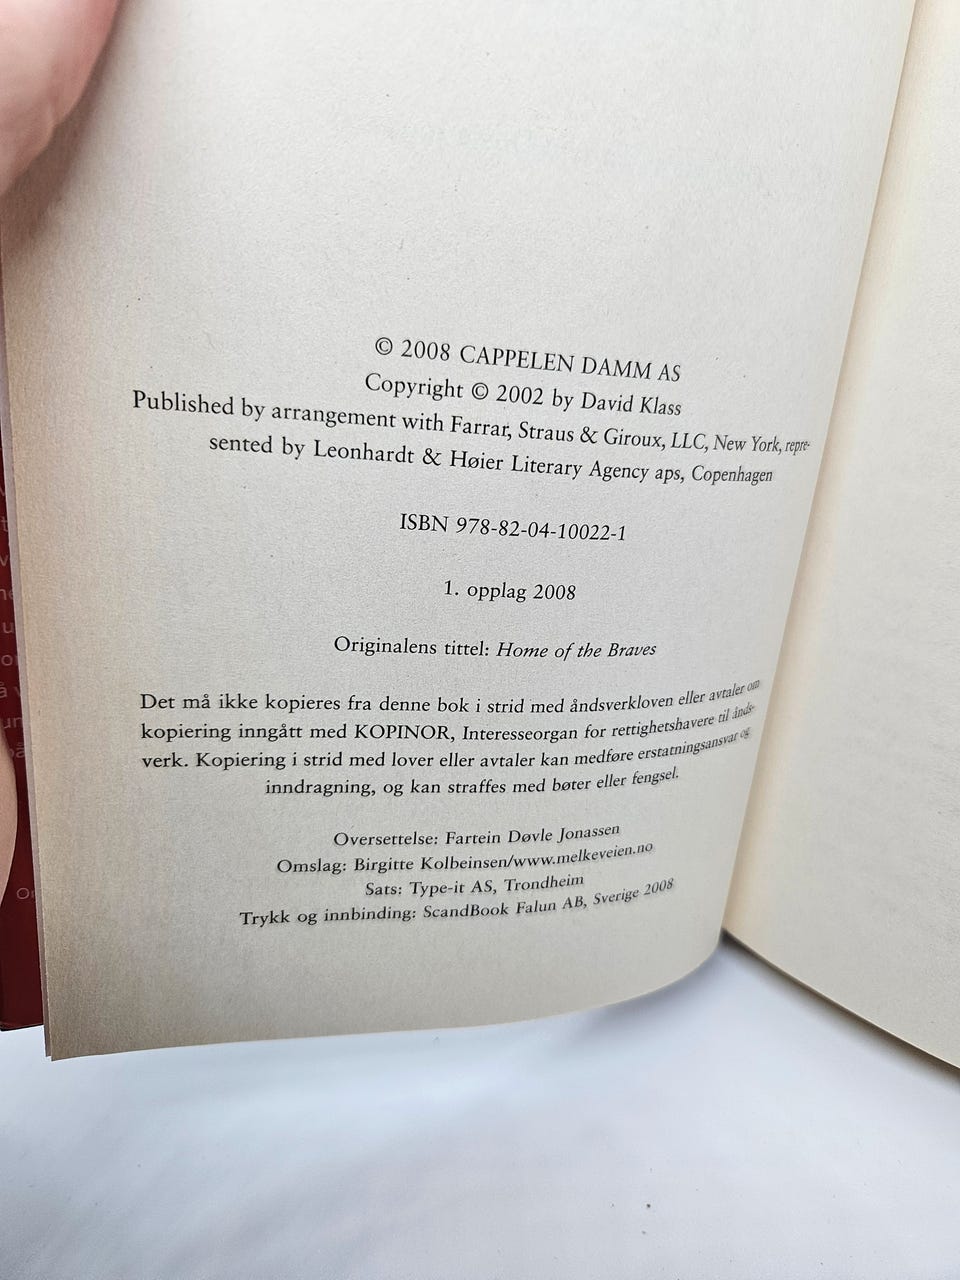 © 2008 CAPPELEN DAMM AS
Copyright © 2002 by David Klass
Published by arrangement with Farrar, Straus & Giroux, LLC, New York, repre-
sented by Leonhardt & Høier Literary Agency aps, Copenhagen
ISBN 978-82-04-10022-1
1. opplag 2008
Originalens tittel: Home of the Braves
Det må ikke kopieres fra denne bok i strid med åndsverkloven eller avtaler om
kopiering inngått med KOPINOR, Interesseorgan for rettighetshavere til ånds-
verk. Kopiering i strid med lover eller avtaler kan medføre erstatningsansvar og
inndragning, og kan straffes med bøter eller fengsel.
Oversettelse: Fartein Døvle Jonassen
Omslag: Birgitte Kolbeinsen/www.melkeveien.no
Sats: Type-it AS, Trondheim
Trykk og innbinding: ScandBook Falun AB, Sverige 2008